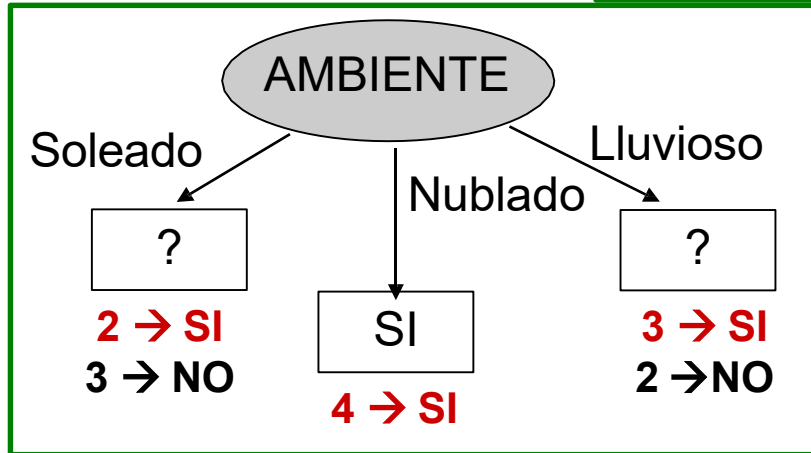 AMBIENTE
Soleado
Lluvioso
Nublado
?
?
SI
2 → SI
3 → NO
3 → SI
2 →NO
4 → SI